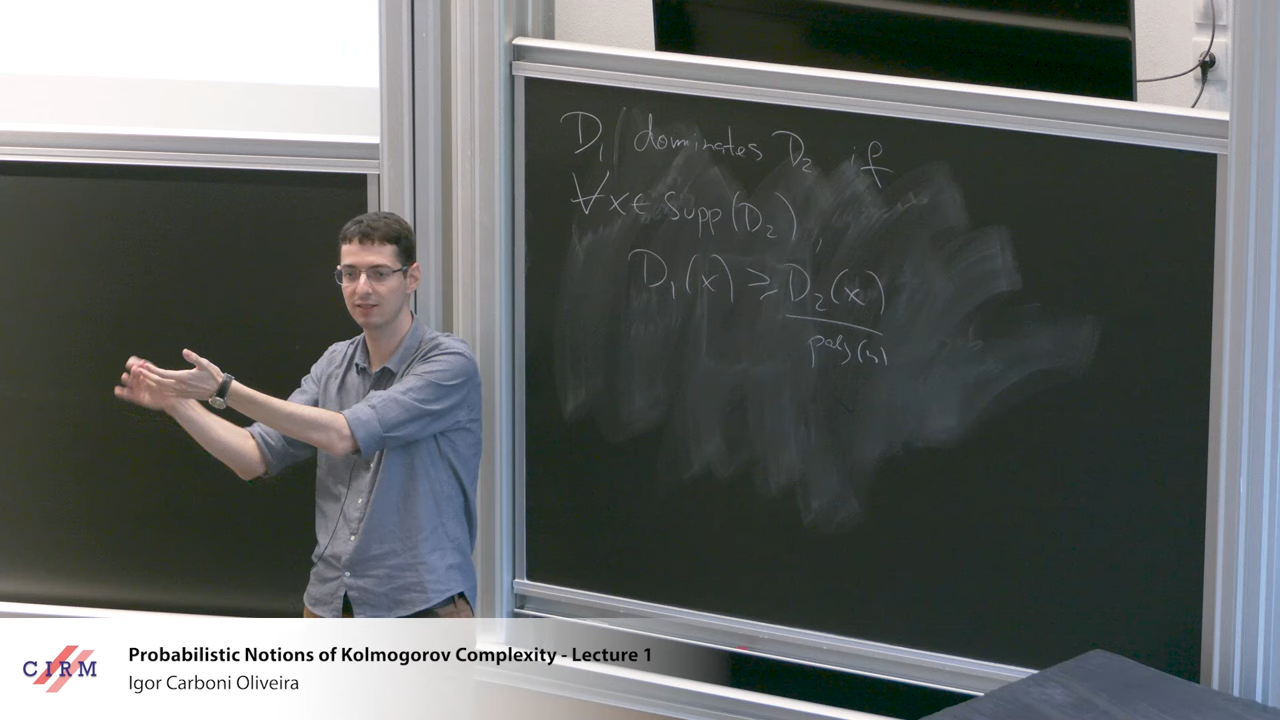 D₁ dominates D₂ if
∀x∈ supp(D₂),
D₁(x) ≥ D₂(x)
poly(n)
CIRM
Probabilistic Notions of Kolmogorov Complexity - Lecture 1
Igor Carboni Oliveira